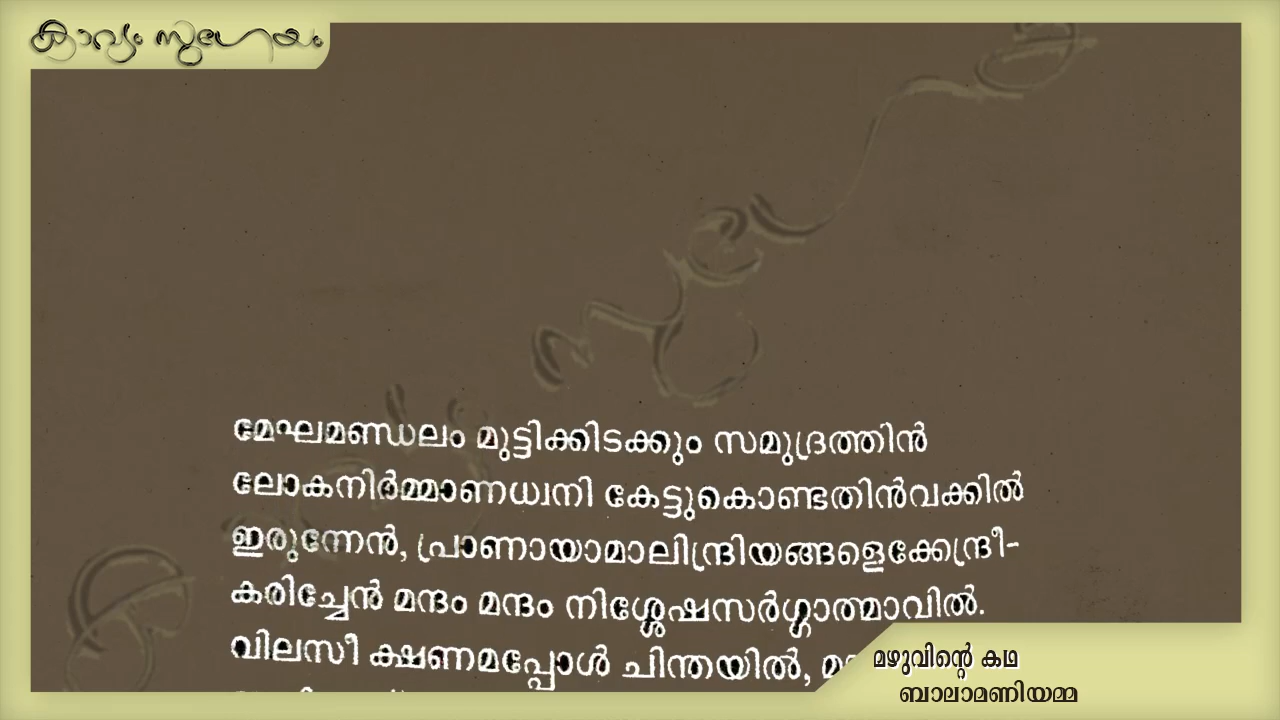 കാവ്യം സുഗേയം
മേഘമണ്ഡലം മുട്ടിക്കിടക്കും സമുദ്രത്തിൻ
ലോകനിർമ്മാണധ്വനി കേട്ടുകൊണ്ടതിൻവക്കിൽ
ഇരുന്നേൻ, പ്രാണായാമാലിന്ദ്രിയങ്ങളെക്കേന്ദ്രീ-
കരിച്ചേൻ മന്ദം മന്ദം നിശ്ശേഷസർഗ്ഗാത്മാവിൽ.
വിലസീ ക്ഷണമപ്പോൾ ചിന്തയിൽ,
മഴുവിന്റെ കഥ
ബാലാമണിയമ്മ